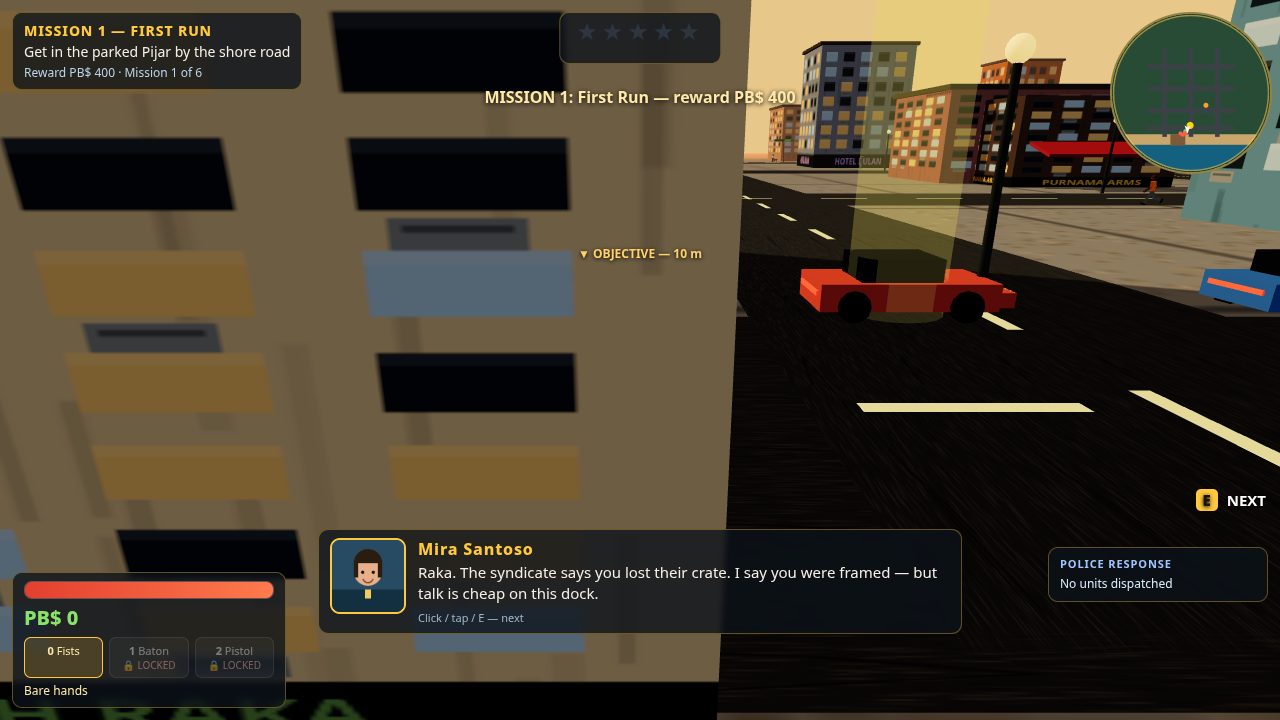 MISSION 1 — FIRST RUN
Get in the parked Pijar by the shore road
Reward PB$ 400 · Mission 1 of 6
★★★★★
MISSION 1: First Run — reward PB$ 400
HOTEL
PURNAMA ARMS
▼ OBJECTIVE — 10 m
E NEXT
Mira Santoso
Raka. The syndicate says you lost their crate. I say you were framed — but
talk is cheap on this dock.
Click / tap / E — next
POLICE RESPONSE
No units dispatched
PB$ 0
0 Fists
1 Baton
🔒 LOCKED
2 Pistol
🔒 LOCKED
Bare hands
RAKA